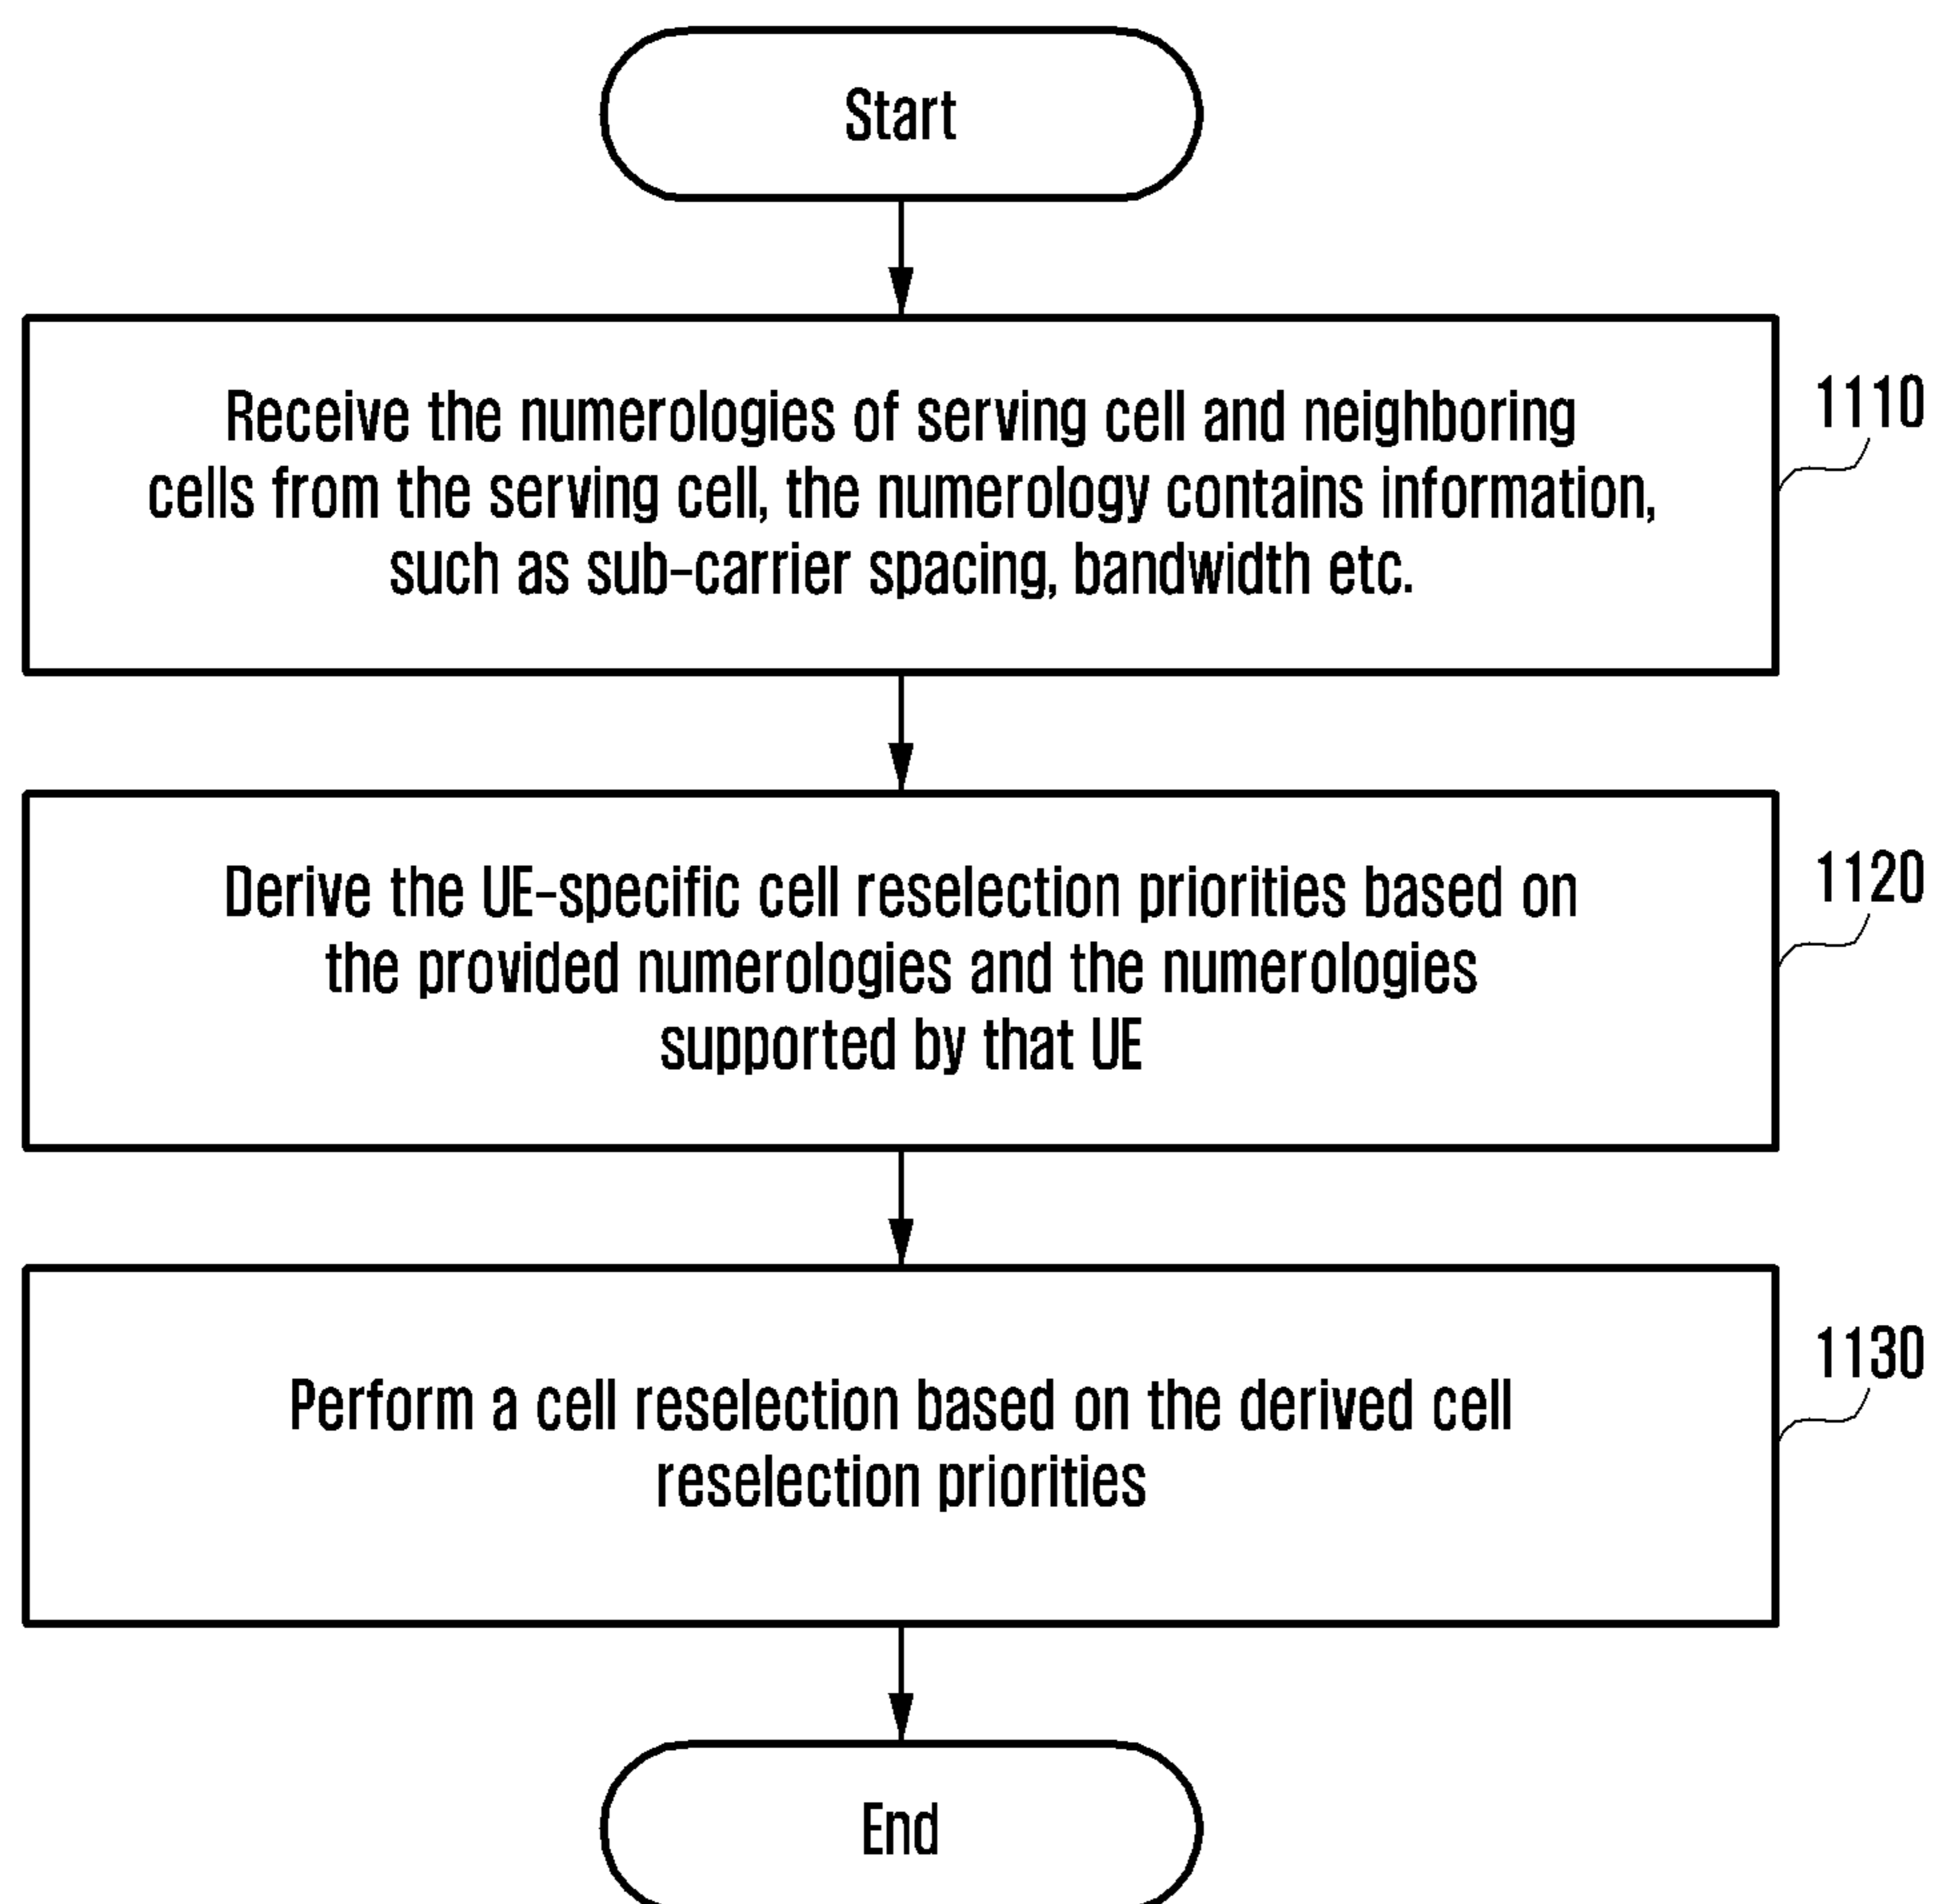 Start
Receive the numerologies of serving cell and neighboring
cells from the serving cell, the numerology contains information,
such as sub-carrier spacing, bandwidth etc.
1110
Derive the UE-specific cell reselection priorities based on
the provided numerologies and the numerologies
supported by that UE
1120
Perform a cell reselection based on the derived cell
reselection priorities
1130
End